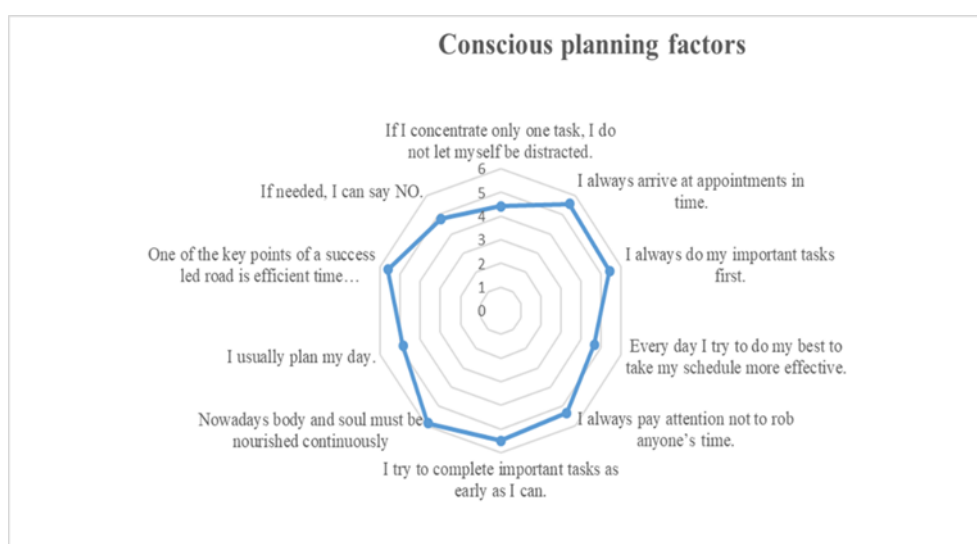 Conscious planning factors
If I concentrate only one task, I do
not let myself be distracted.
I always arrive at appointments in
time.
I always do my important tasks
first.
Every day I try to do my best to
take my schedule more effective.
I always pay attention not to rob
anyone’s time.
I try to complete important tasks as
early as I can.
Nowadays body and soul must be
nourished continuously
I usually plan my day.
One of the key points of a success
led road is efficient time…
If needed, I can say NO.
6
5
4
3
2
1
0